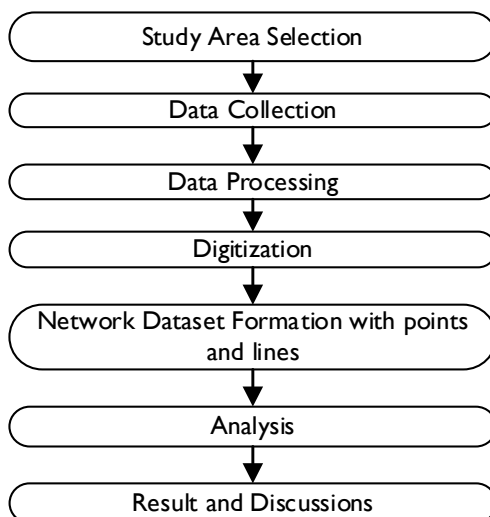 Study Area Selection
Data Collection
Data Processing
Digitization
Network Dataset Formation with points
and lines
Analysis
Result and Discussions